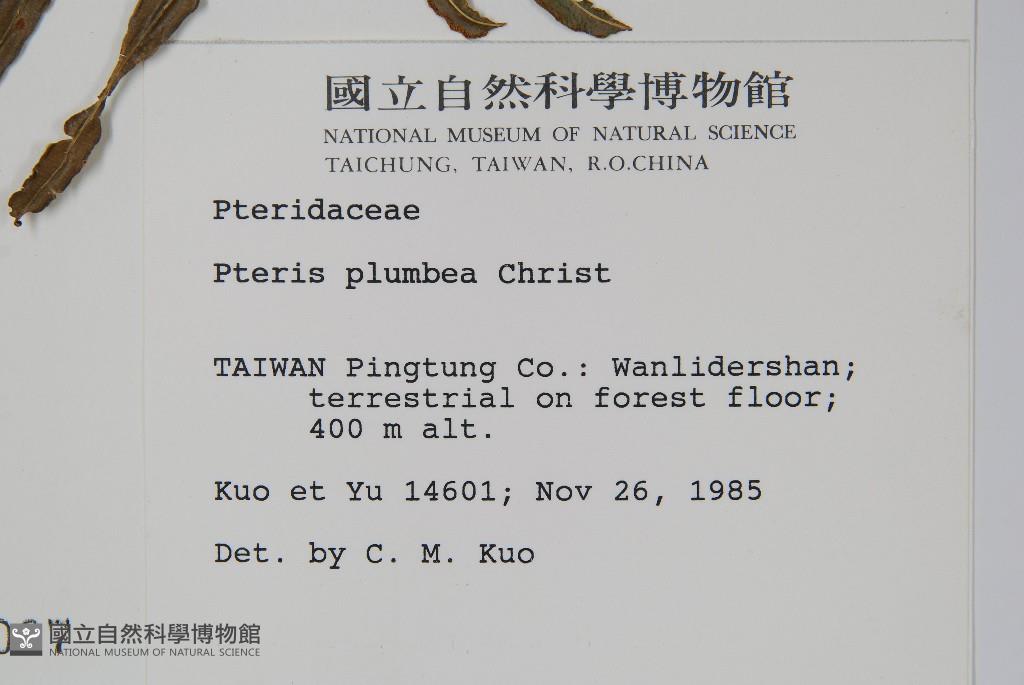 國立自然科學博物館
NATIONAL MUSEUM OF NATURAL SCIENCE
TAICHUNG, TAIWAN, R.O.CHINA
Pteridaceae
Pteris plumbea Christ
TAIWAN Pingtung Co.: Wanlidershan;
terrestrial on forest floor;
400 m alt.
Kuo et Yu 14601; Nov 26, 1985
Det. by C. M. Kuo
國立自然科學博物館
NATIONAL MUSEUM OF NATURAL SCIENCE